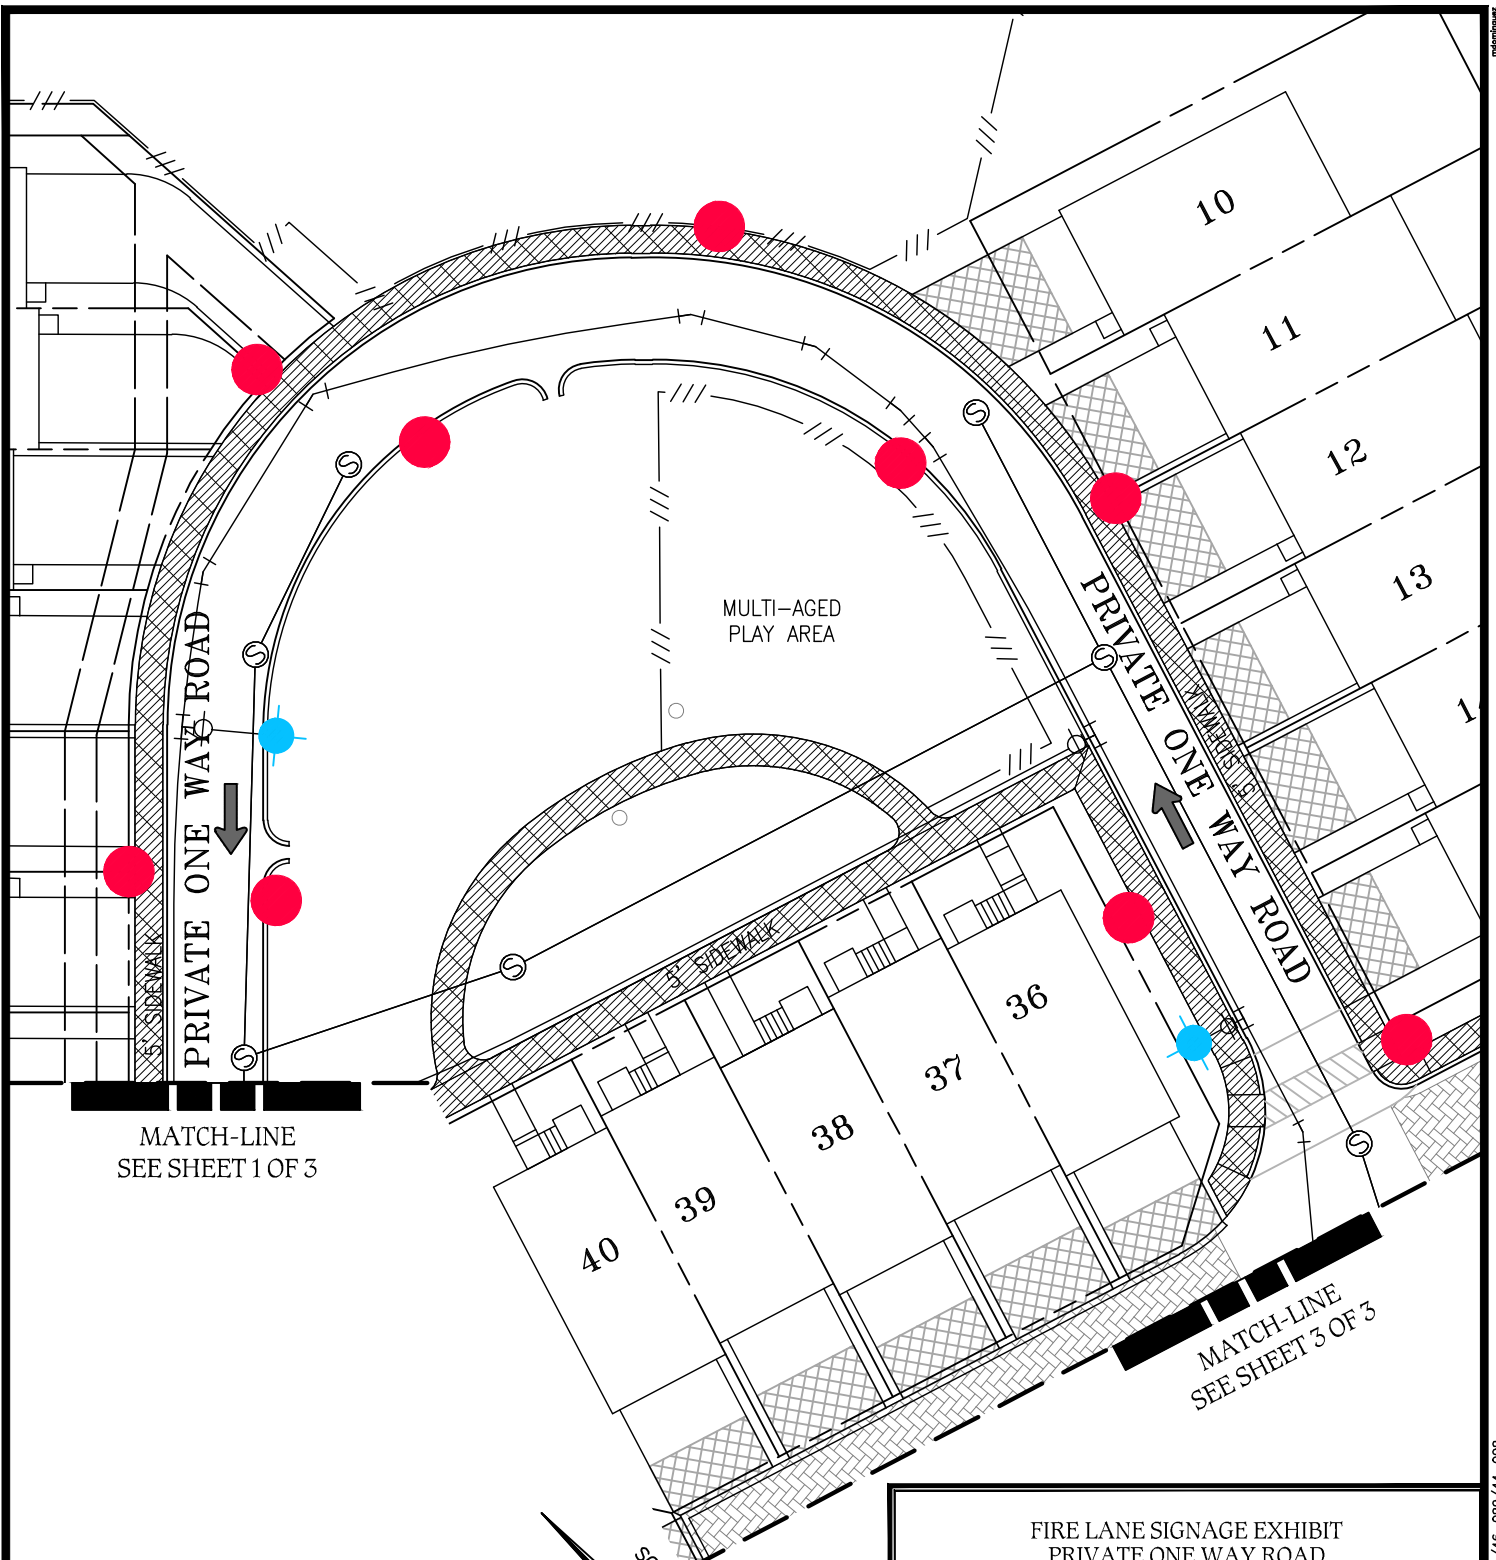 mdominguez
10
11
12
13
MULTI-AGED
PLAY AREA
PRIVATE ONE WAY ROAD
5' SIDEWALK
PRIVATE ONE WAY ROAD
5' SIDEWALK
5' SIDEWALK
36
37
38
39
40
S
S
S
S
S
S
S
MATCH-LINE
SEE SHEET 1 OF 3
MATCH-LINE
SEE SHEET 3 OF 3
FIRE LANE SIGNAGE EXHIBIT
PRIVATE ONE WAY ROAD